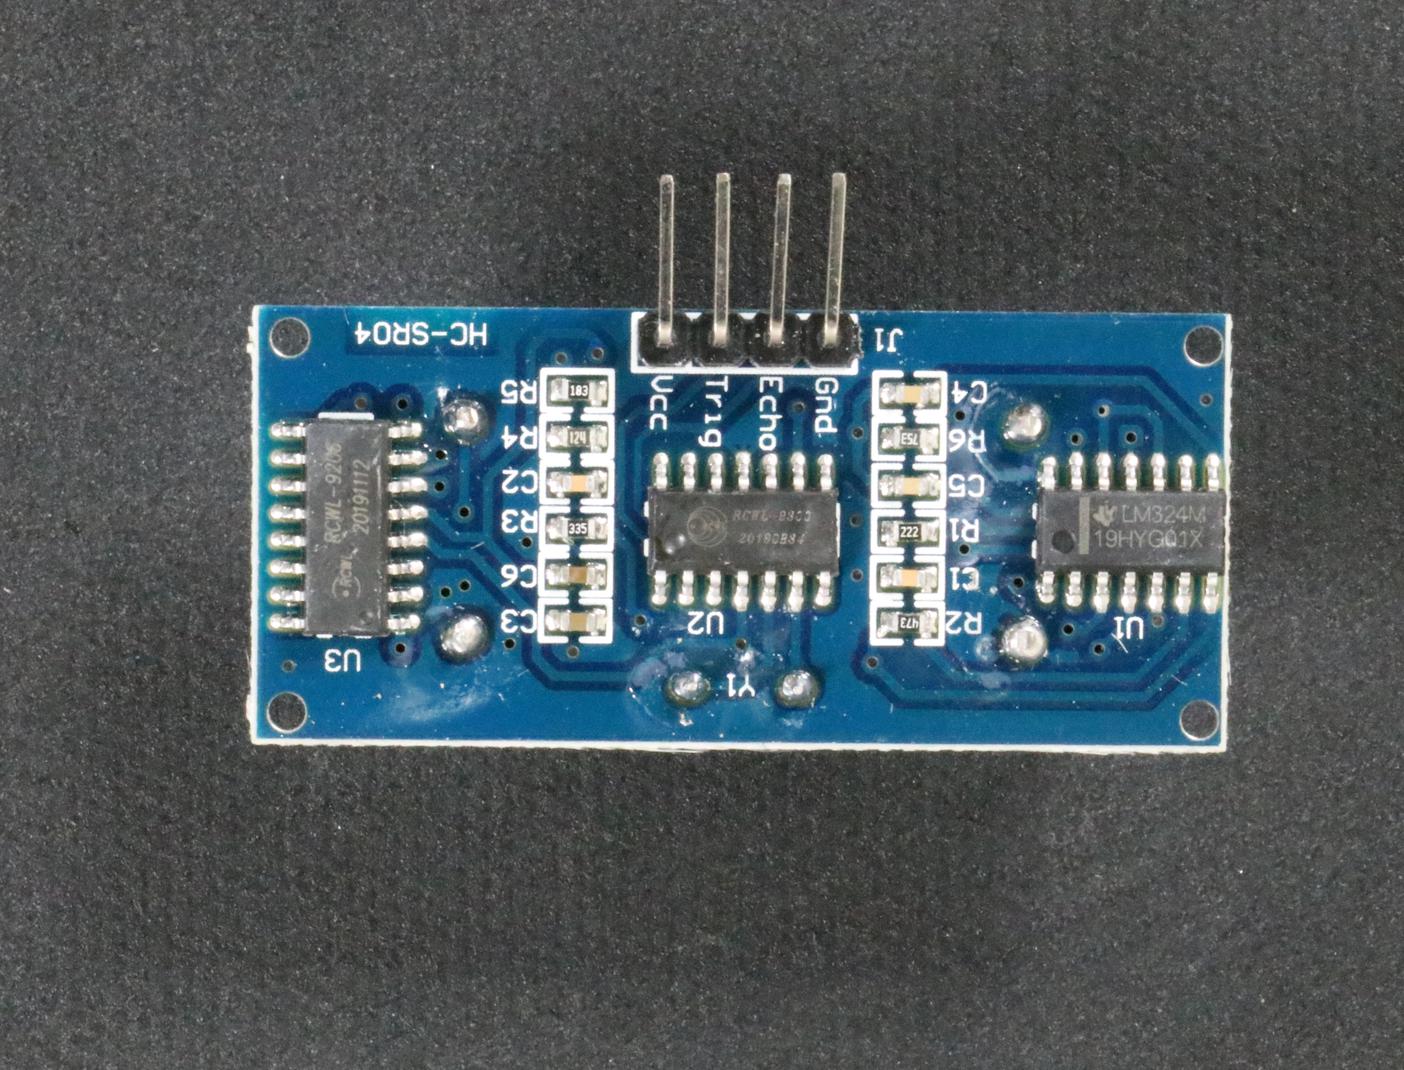 HC-SR04
J1
Vcc
Trig
Echo
Gnd
R5
183
R4
124
C2
R3
335
C6
C3
C4
R6
753
C5
R1
222
C1
R2
473
RCWL-9206
20191112
RCWL
U3
RCWL-9300
U2
Y1
LM324M
19HYG01X
U1